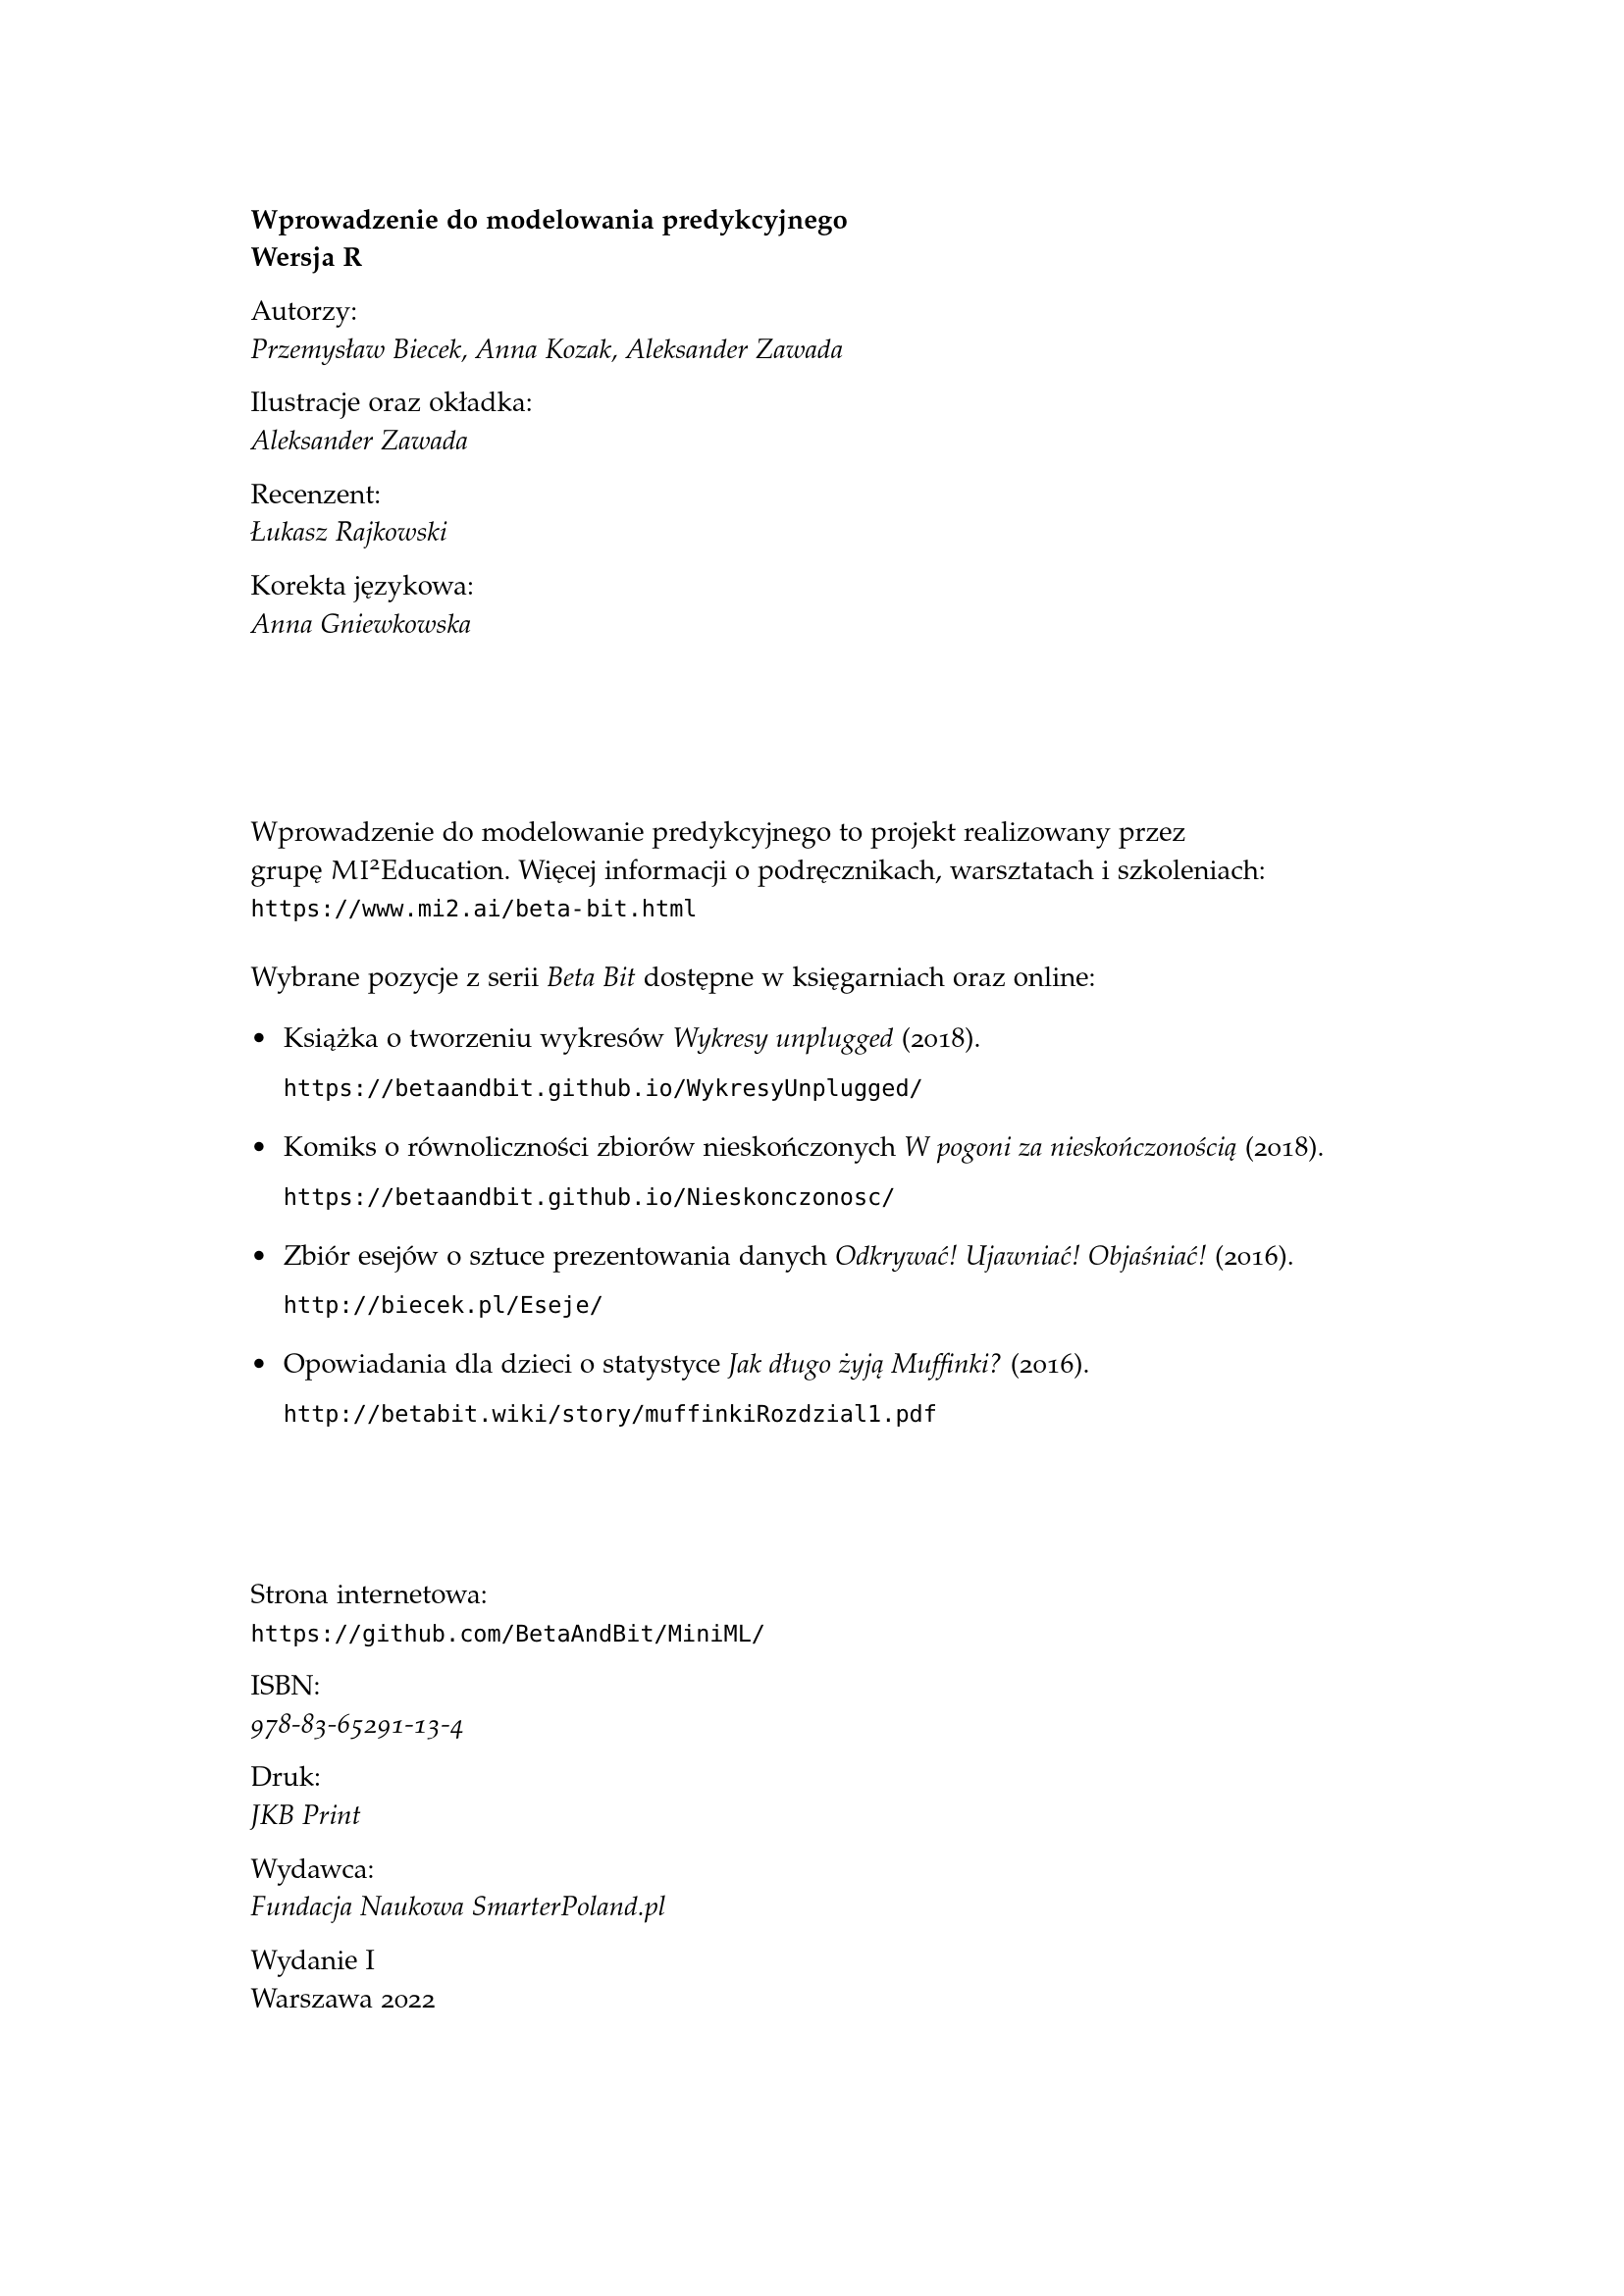 Wprowadzenie do modelowania predykcyjnego
Wersja R
Autorzy:
Przemysław Biecek, Anna Kozak, Aleksander Zawada
Ilustracje oraz okładka:
Aleksander Zawada
Recenzent:
Łukasz Rajkowski
Korekta językowa:
Anna Gniewkowska
Wprowadzenie do modelowanie predykcyjnego to projekt realizowany przez
grupę MI²Education. Więcej informacji o podręcznikach, warsztatach i szkoleniach:
https://www.mi2.ai/beta-bit.html
Wybrane pozycje z serii Beta Bit dostępne w księgarniach oraz online:
• Książka o tworzeniu wykresów Wykresy unplugged (2018).
https://betaandbit.github.io/WykresyUnplugged/
• Komiks o równoliczności zbiorów nieskończonych W pogoni za nieskończonością (2018).
https://betaandbit.github.io/Nieskonczonosc/
• Zbiór esejów o sztuce prezentowania danych Odkrywać! Ujawniać! Objaśniać! (2016).
http://biecek.pl/Eseje/
• Opowiadania dla dzieci o statystyce Jak długo żyją Muffinki? (2016).
http://betabit.wiki/story/muffinkiRozdzial1.pdf
Strona internetowa:
https://github.com/BetaAndBit/MiniML/
ISBN:
978-83-65291-13-4
Druk:
JKB Print
Wydawca:
Fundacja Naukowa SmarterPoland.pl
Wydanie I
Warszawa 2022